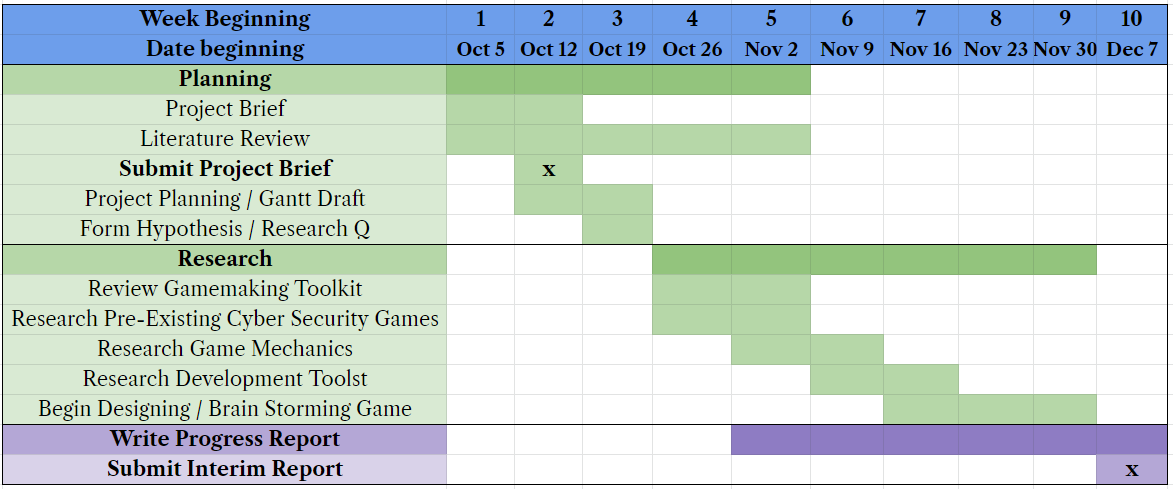 Week Beginning 1 2 3 4 5 6 7 8 9 10
Date beginning Oct 5 Oct 12 Oct 19 Oct 26 Nov 2 Nov 9 Nov 16 Nov 23 Nov 30 Dec 7
Planning
Project Brief
Literature Review
Submit Project Brief x
Project Planning / Gantt Draft
Form Hypothesis / Research Q
Research
Review Gamemaking Toolkit
Research Pre-Existing Cyber Security Games
Research Game Mechanics
Research Development Toolst
Begin Designing / Brain Storming Game
Write Progress Report
Submit Interim Report x